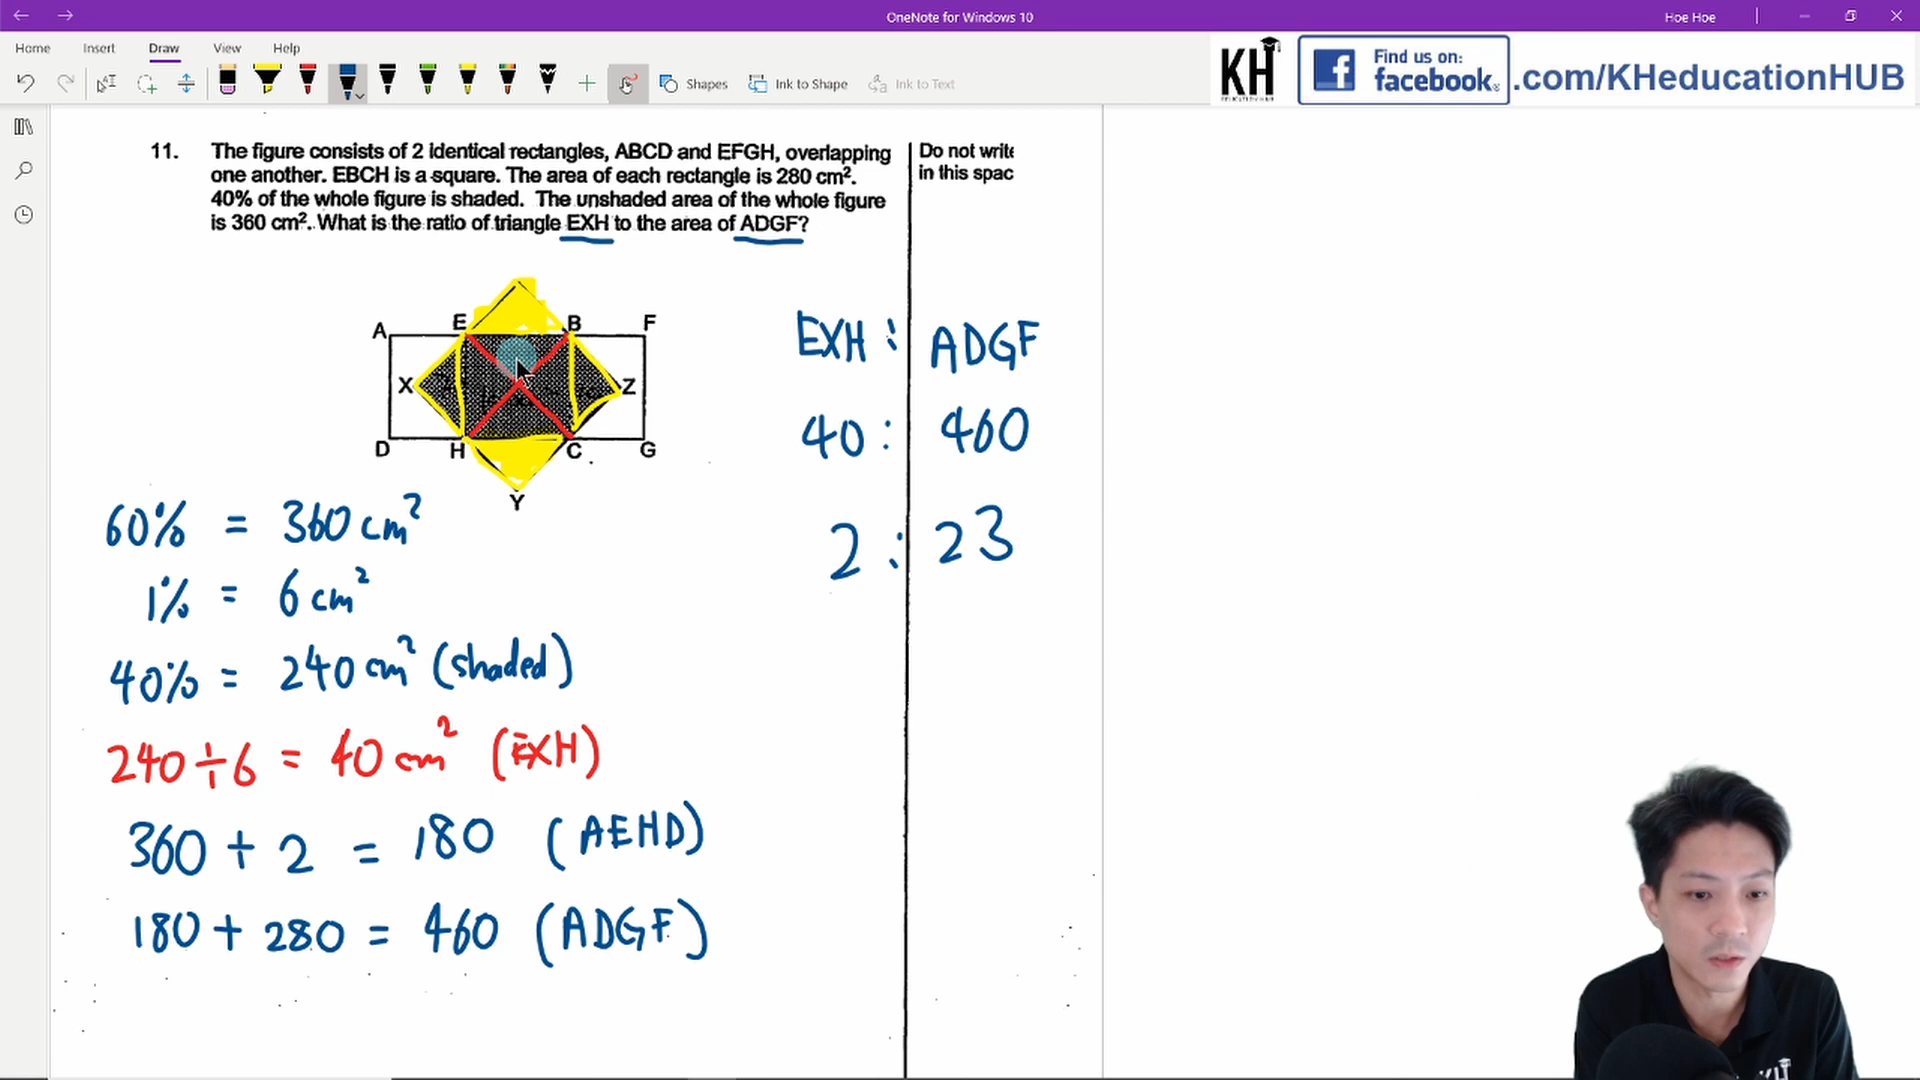 OneNote for Windows 10
Hoe Hoe
Home Insert Draw View Help
Shapes Ink to Shape Ink to Text
KH
Find us on:
facebook .com/KHeducationHUB
11. The figure consists of 2 identical rectangles, ABCD and EFGH, overlapping
one another. EBCH is a square. The area of each rectangle is 280 cm².
40% of the whole figure is shaded. The unshaded area of the whole figure
is 360 cm². What is the ratio of triangle EXH to the area of ADGF?
Do not write
in this spac
A E B F
X Z
D H C G
Y
EXH : ADGF
40 : 460
2 : 23
60% = 360 cm²
1% = 6 cm²
40% = 240 cm² (shaded)
240 ÷ 6 = 40 cm² (EXH)
360 ÷ 2 = 180 (AEHD)
180 + 280 = 460 (ADGF)